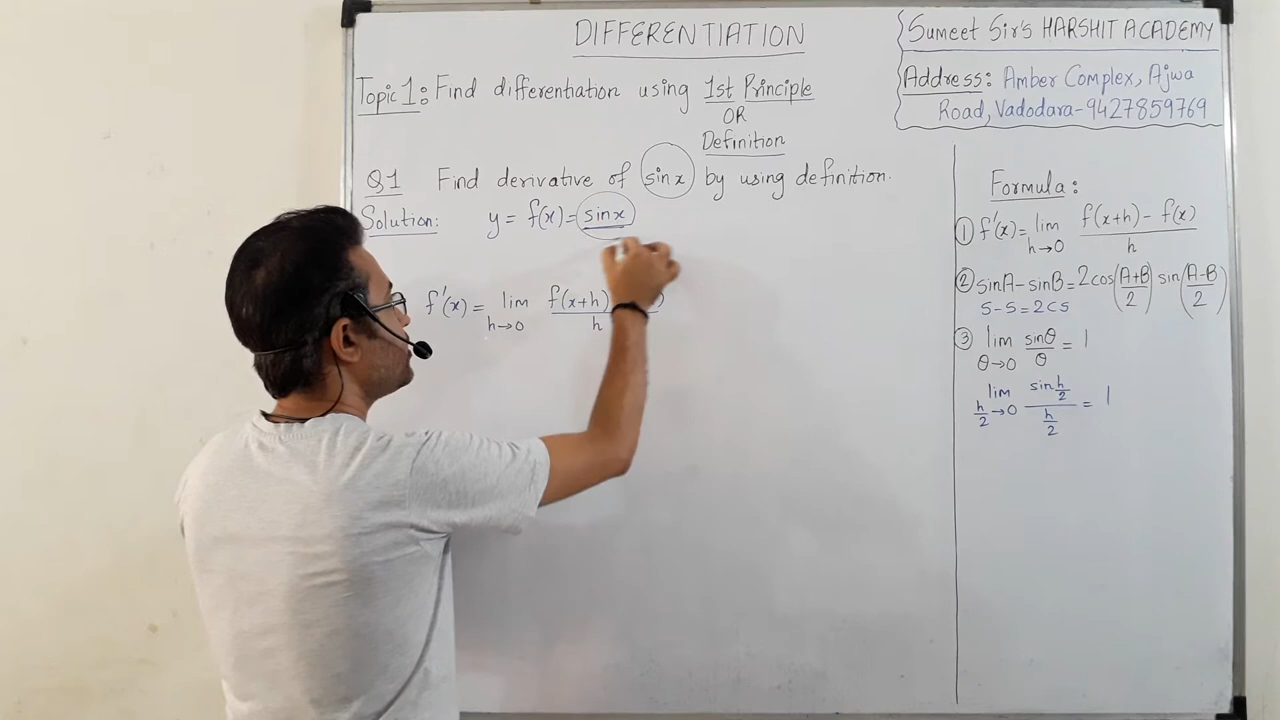 DIFFERENTIATION
Topic 1: Find differentiation using 1st Principle
OR
Definition
Q1 Find derivative of sinx by using definition.
Solution: y = f(x) = sinx
f'(x) = lim f(x+h)
h→0 h
Sumeet Sir's HARSHIT ACADEMY
Address: Amber Complex, Ajwa
Road, Vadodara-9427859769
Formula:
① f'(x) = lim f(x+h) - f(x)
h→0 h
② sinA - sinB = 2cos(A+B/2) sin(A-B/2)
S-S = 2CS
③ lim sinθ/θ = 1
θ→0
lim sin h/2 / h/2 = 1
h/2→0